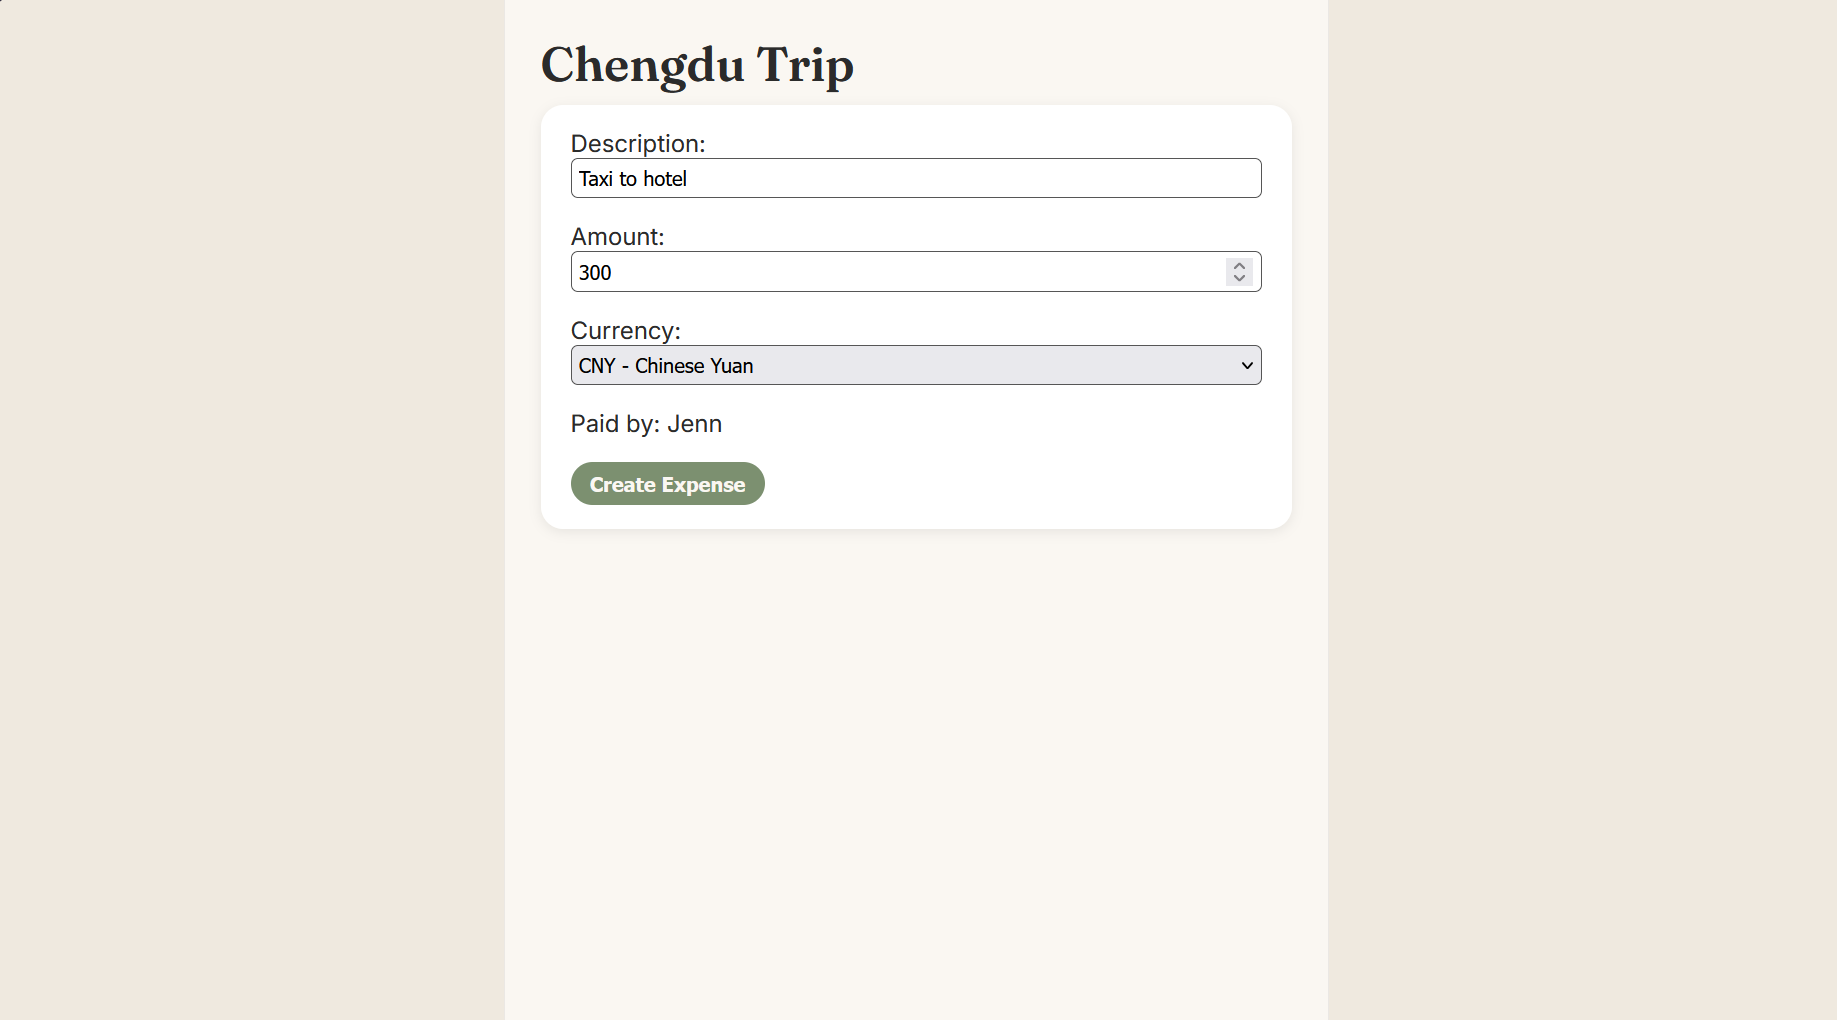 Chengdu Trip
Description:
Taxi to hotel
Amount:
300
Currency:
CNY - Chinese Yuan
Paid by: Jenn
Create Expense